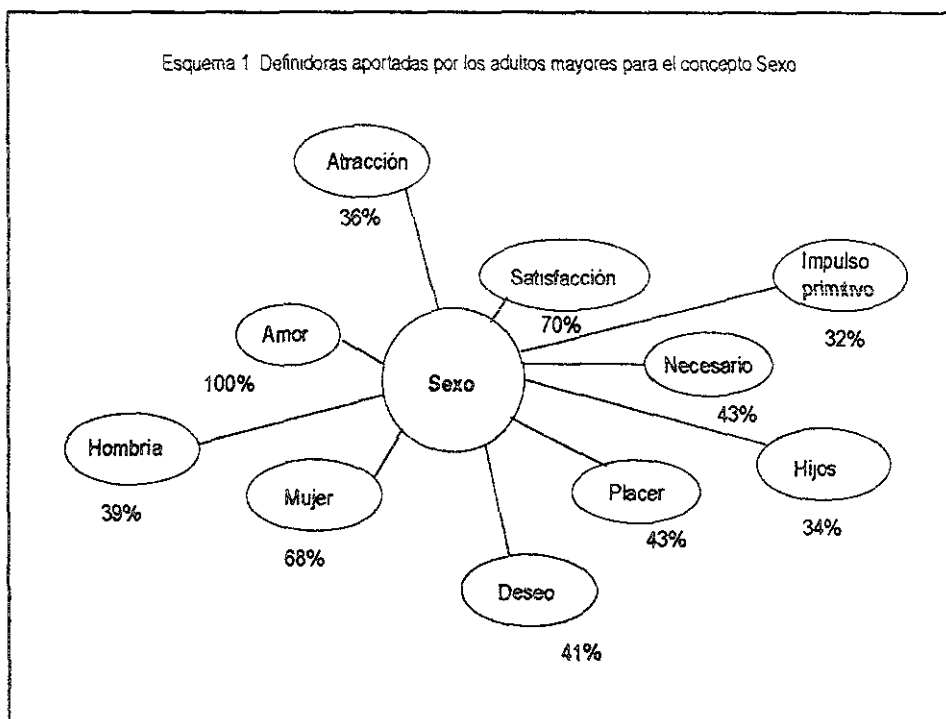 Esquema 1 Definidoras aportadas por los adultos mayores para el concepto Sexo
Atracción
36%
Satisfacción
70%
Impulso
primitivo
32%
Amor
100%
Sexo
Necesario
43%
Hombria
39%
Mujer
68%
Placer
43%
Hijos
34%
Deseo
41%